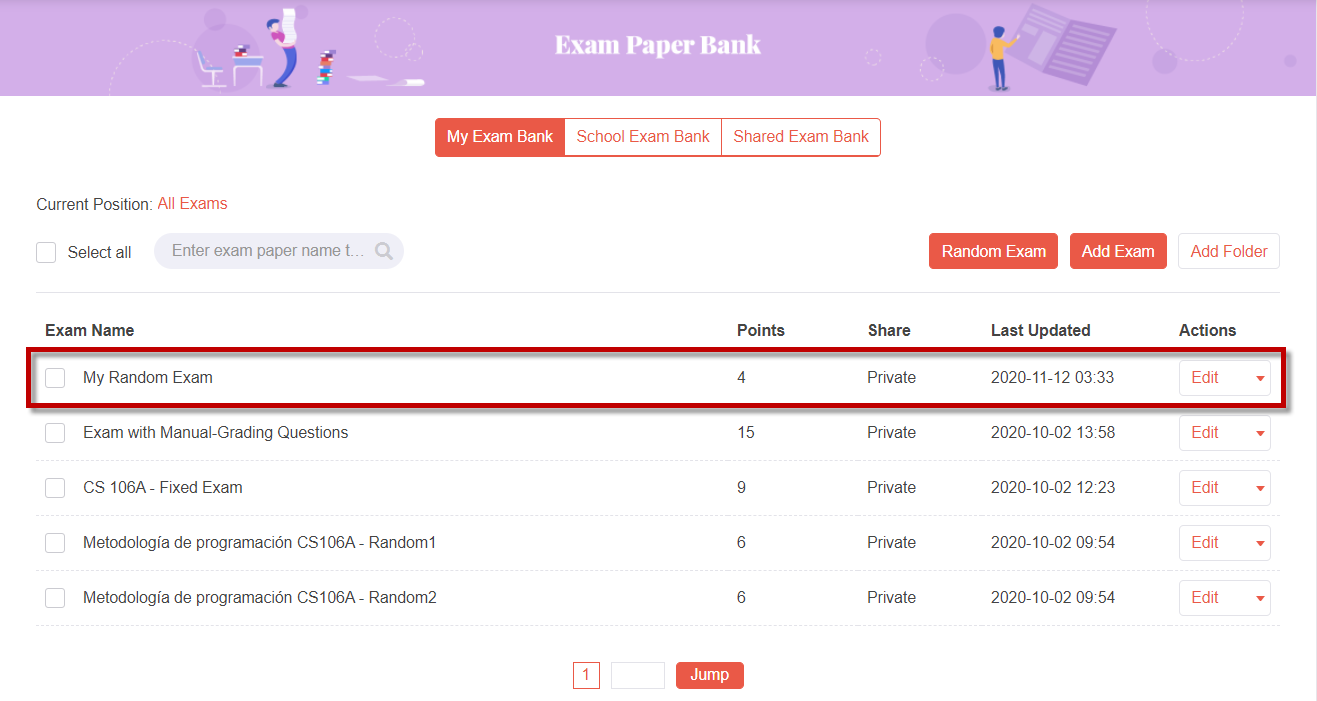 Exam Paper Bank
My Exam Bank School Exam Bank Shared Exam Bank
Current Position: All Exams
Select all Enter exam paper name t... Random Exam Add Exam Add Folder
Exam Name Points Share Last Updated Actions
My Random Exam 4 Private 2020-11-12 03:33 Edit
Exam with Manual-Grading Questions 15 Private 2020-10-02 13:58 Edit
CS 106A - Fixed Exam 9 Private 2020-10-02 12:23 Edit
Metodología de programación CS106A - Random1 6 Private 2020-10-02 09:54 Edit
Metodología de programación CS106A - Random2 6 Private 2020-10-02 09:54 Edit
1 Jump